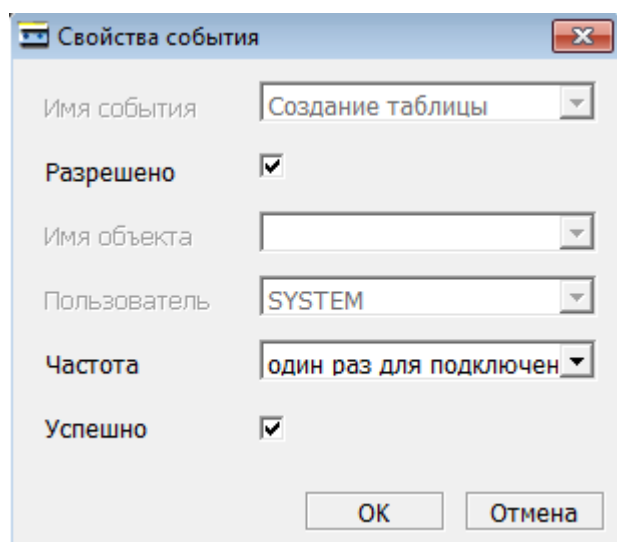 Свойства события
Имя события Создание таблицы
Разрешено
Имя объекта
Пользователь SYSTEM
Частота один раз для подключен
Успешно
OK Отмена